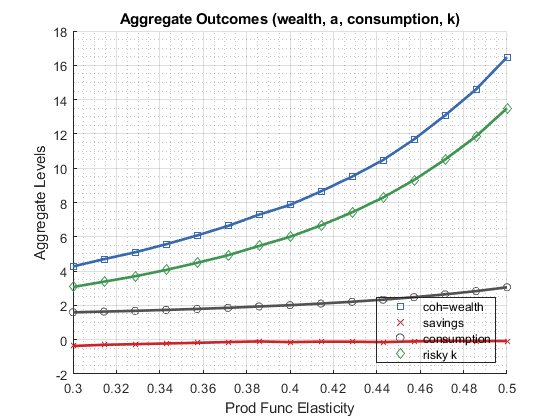 Aggregate Outcomes (wealth, a, consumption, k)
18
16
14
12
10
8
6
4
2
0
-2
Aggregate Levels
coh=wealth
savings
consumption
risky k
0.3 0.32 0.34 0.36 0.38 0.4 0.42 0.44 0.46 0.48 0.5
Prod Func Elasticity